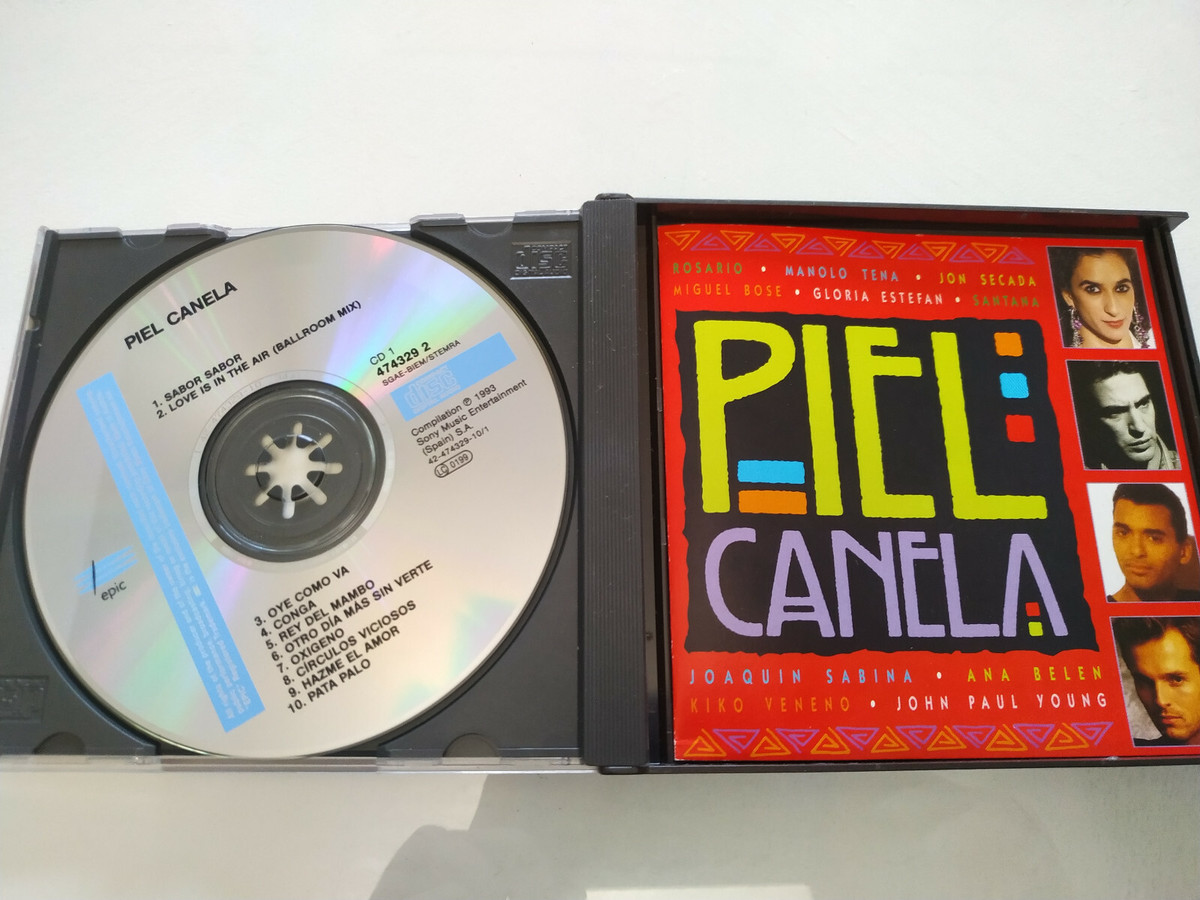 PIEL CANELA
1. SABOR SABOR
2. LOVE IS IN THE AIR (BALLROOM MIX)
CD 1
474329 2
SGAE-BIEM/STEMRA
disc
Compilation ℗ 1993
Sony Music Entertainment
(Spain) S.A.
42-474329-10/1
LC 0199
epic
3. OYE COMO VA
4. CONGA
5. REY DEL MAMBO
6. OTRO DÍA MAS SIN VERTE
7. OXIGENO
8. CÍRCULOS VICIOSOS
9. HAZME EL AMOR
10. PATA PALO
ROSARIO • MANOLO TENA • JON SECADA
MIGUEL BOSE • GLORIA ESTEFAN • SANTANA
PIEL
CANELA
JOAQUIN SABINA • ANA BELEN
KIKO VENENO • JOHN PAUL YOUNG